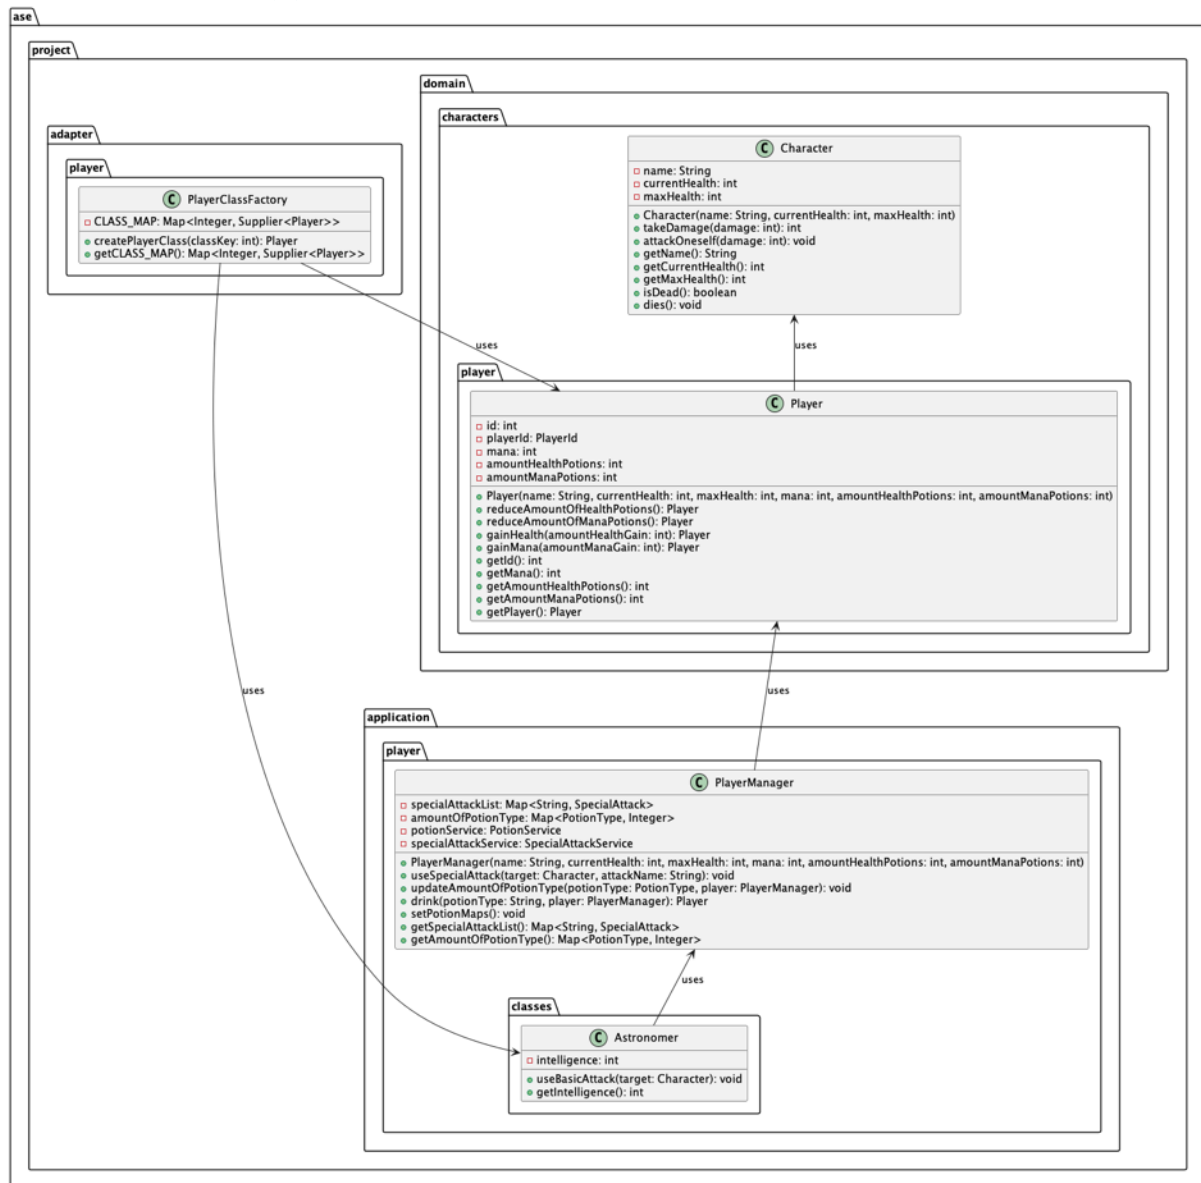 ase
project
domain
characters
C Character
name: String
currentHealth: int
maxHealth: int
Character(name: String, currentHealth: int, maxHealth: int)
takeDamage(damage: int): int
attackOneself(damage: int): void
getName(): String
getCurrentHealth(): int
getMaxHealth(): int
isDead(): boolean
dies(): void
adapter
player
C PlayerClassFactory
CLASS_MAP: Map<Integer, Supplier<Player>>
createPlayerClass(classKey: int): Player
getCLASS_MAP(): Map<Integer, Supplier<Player>>
uses
uses
player
C Player
id: int
playerId: PlayerId
mana: int
amountHealthPotions: int
amountManaPotions: int
Player(name: String, currentHealth: int, maxHealth: int, mana: int, amountHealthPotions: int, amountManaPotions: int)
reduceAmountOfHealthPotions(): Player
reduceAmountOfManaPotions(): Player
gainHealth(amountHealthGain: int): Player
gainMana(amountManaGain: int): Player
getId(): int
getMana(): int
getAmountHealthPotions(): int
getAmountManaPotions(): int
getPlayer(): Player
uses
uses
application
player
C PlayerManager
specialAttackList: Map<String, SpecialAttack>
amountOfPotionType: Map<PotionType, Integer>
potionService: PotionService
specialAttackService: SpecialAttackService
PlayerManager(name: String, currentHealth: int, maxHealth: int, mana: int, amountHealthPotions: int, amountManaPotions: int)
useSpecialAttack(target: Character, attackName: String): void
updateAmountOfPotionType(potionType: PotionType, player: PlayerManager): void
drink(potionType: String, player: PlayerManager): Player
setPotionMaps(): void
getSpecialAttackList(): Map<String, SpecialAttack>
getAmountOfPotionType(): Map<PotionType, Integer>
uses
classes
C Astronomer
intelligence: int
useBasicAttack(target: Character): void
getIntelligence(): int